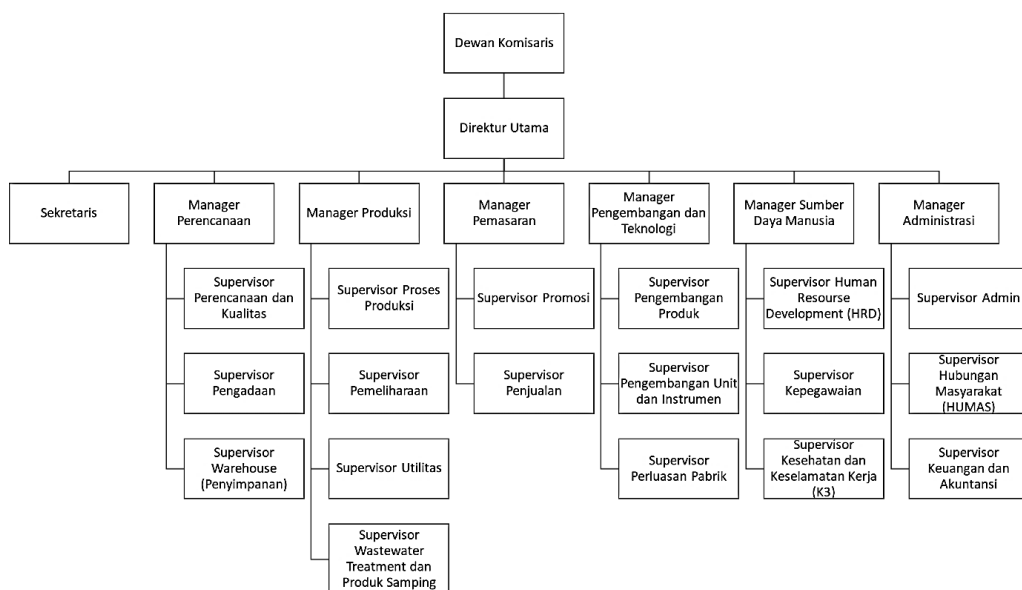 Dewan Komisaris
Direktur Utama
Sekretaris
Manager
Perencanaan
Manager Produksi
Manager
Pemasaran
Manager
Pengembangan dan
Teknologi
Manager Sumber
Daya Manusia
Manager
Administrasi
Supervisor
Perencanaan dan
Kualitas
Supervisor Proses
Produksi
Supervisor Promosi
Supervisor
Pengembangan
Produk
Supervisor Human
Resourse
Development (HRD)
Supervisor Admin
Supervisor
Pengadaan
Supervisor
Pemeliharaan
Supervisor
Penjualan
Supervisor
Pengembangan Unit
dan Instrumen
Supervisor
Kepegawaian
Supervisor
Hubungan
Masyarakat
(HUMAS)
Supervisor
Warehouse
(Penyimpanan)
Supervisor Utilitas
Supervisor
Perluasan Pabrik
Supervisor
Kesehatan dan
Keselamatan Kerja
(K3)
Supervisor
Keuangan dan
Akuntansi
Supervisor
Wastewater
Treatment dan
Produk Samping